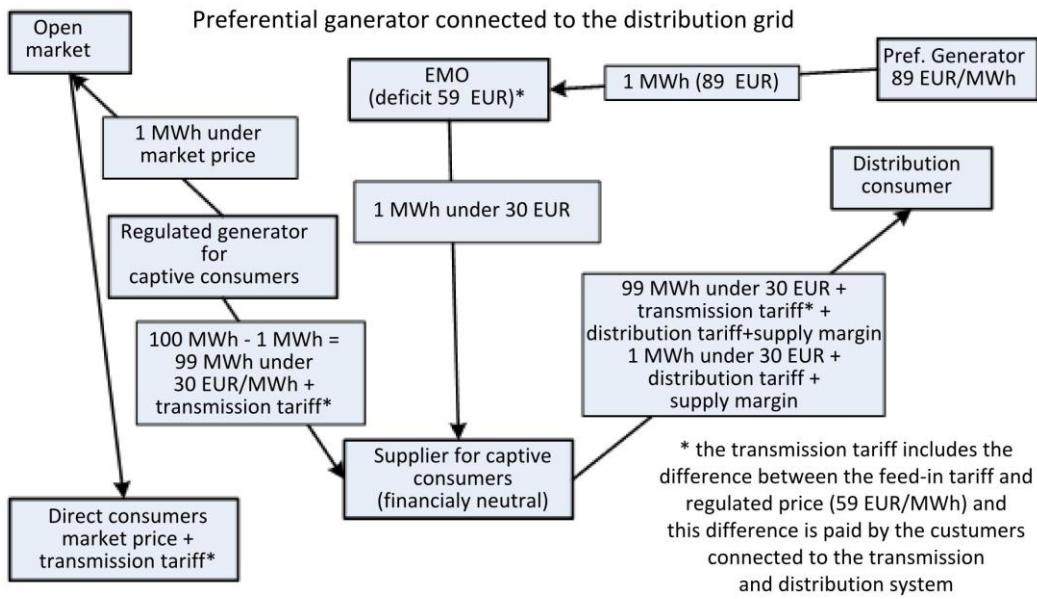 Preferential ganerator connected to the distribution grid
Open
market
EMO
(deficit 59 EUR)*
1 MWh (89 EUR)
Pref. Generator
89 EUR/MWh
1 MWh under
market price
Distribution
consumer
1 MWh under 30 EUR
Regulated generator
for
captive consumers
99 MWh under 30 EUR +
transmission tariff* +
distribution tariff+supply margin
1 MWh under 30 EUR +
distribution tariff +
supply margin
100 MWh - 1 MWh =
99 MWh under
30 EUR/MWh +
transmission tariff*
Supplier for captive
consumers
(financialy neutral)
* the transmission tariff includes the
difference between the feed-in tariff and
regulated price (59 EUR/MWh) and
this difference is paid by the custumers
connected to the transmission
and distribution system
Direct consumers
market price +
transmission tariff*